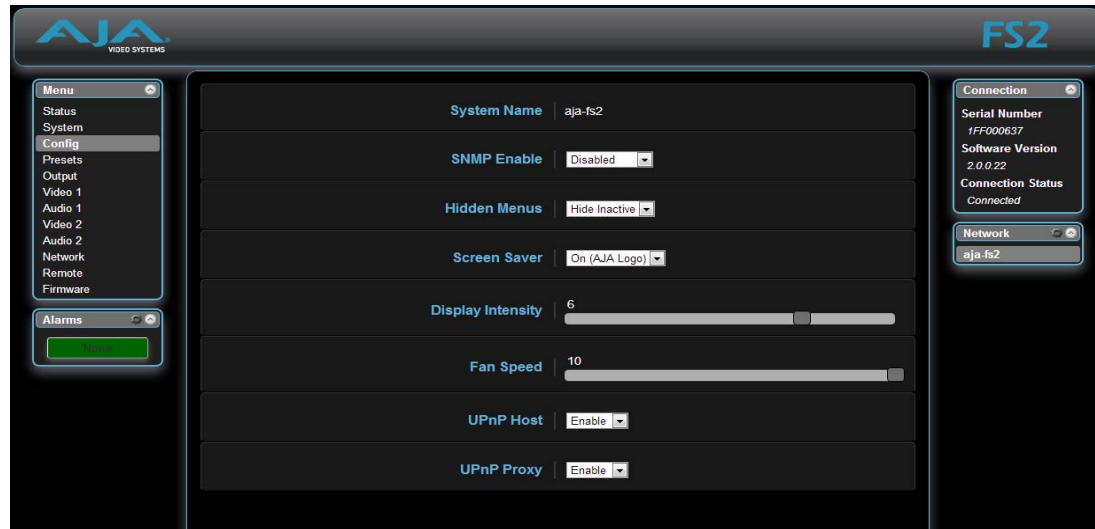 AJA
VIDEO SYSTEMS
FS2
Menu
Status
System
Config
Presets
Output
Video 1
Audio 1
Video 2
Audio 2
Network
Remote
Firmware
Alarms
None
System Name
aja-fs2
SNMP Enable
Disabled
Hidden Menus
Hide Inactive
Screen Saver
On (AJA Logo)
Display Intensity
6
Fan Speed
10
UPnP Host
Enable
UPnP Proxy
Enable
Connection
Serial Number
1FF000637
Software Version
2.0.0.22
Connection Status
Connected
Network
aja-fs2